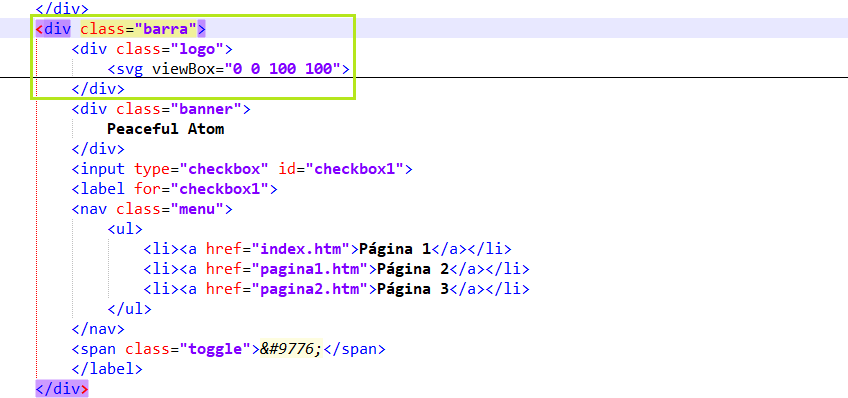 </div>
<div class="barra">
<div class="logo">
<svg viewBox="0 0 100 100">
</div>
<div class="banner">
Peaceful Atom
</div>
<input type="checkbox" id="checkbox1">
<label for="checkbox1">
<nav class="menu">
<ul>
<li><a href="index.htm">Página 1</a></li>
<li><a href="pagina1.htm">Página 2</a></li>
<li><a href="pagina2.htm">Página 3</a></li>
</ul>
</nav>
<span class="toggle">&#9776;</span>
</label>
</div>